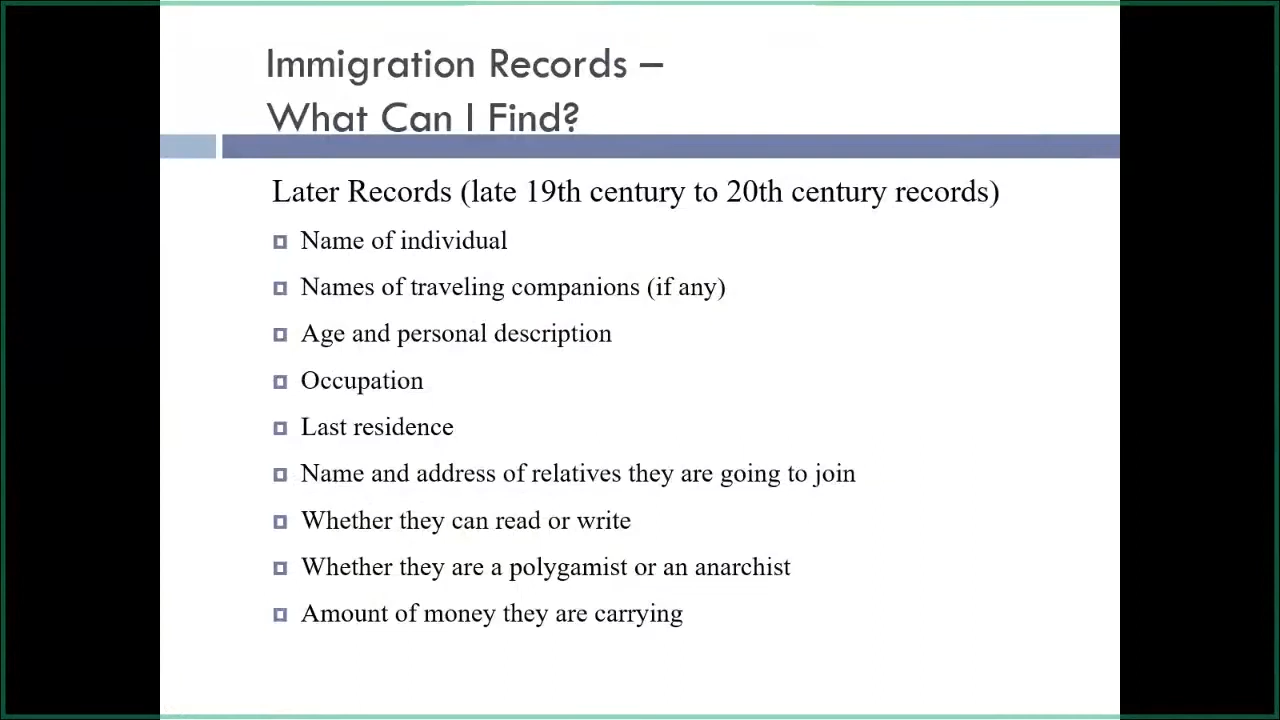 Immigration Records –
What Can I Find?
Later Records (late 19th century to 20th century records)
Name of individual
Names of traveling companions (if any)
Age and personal description
Occupation
Last residence
Name and address of relatives they are going to join
Whether they can read or write
Whether they are a polygamist or an anarchist
Amount of money they are carrying